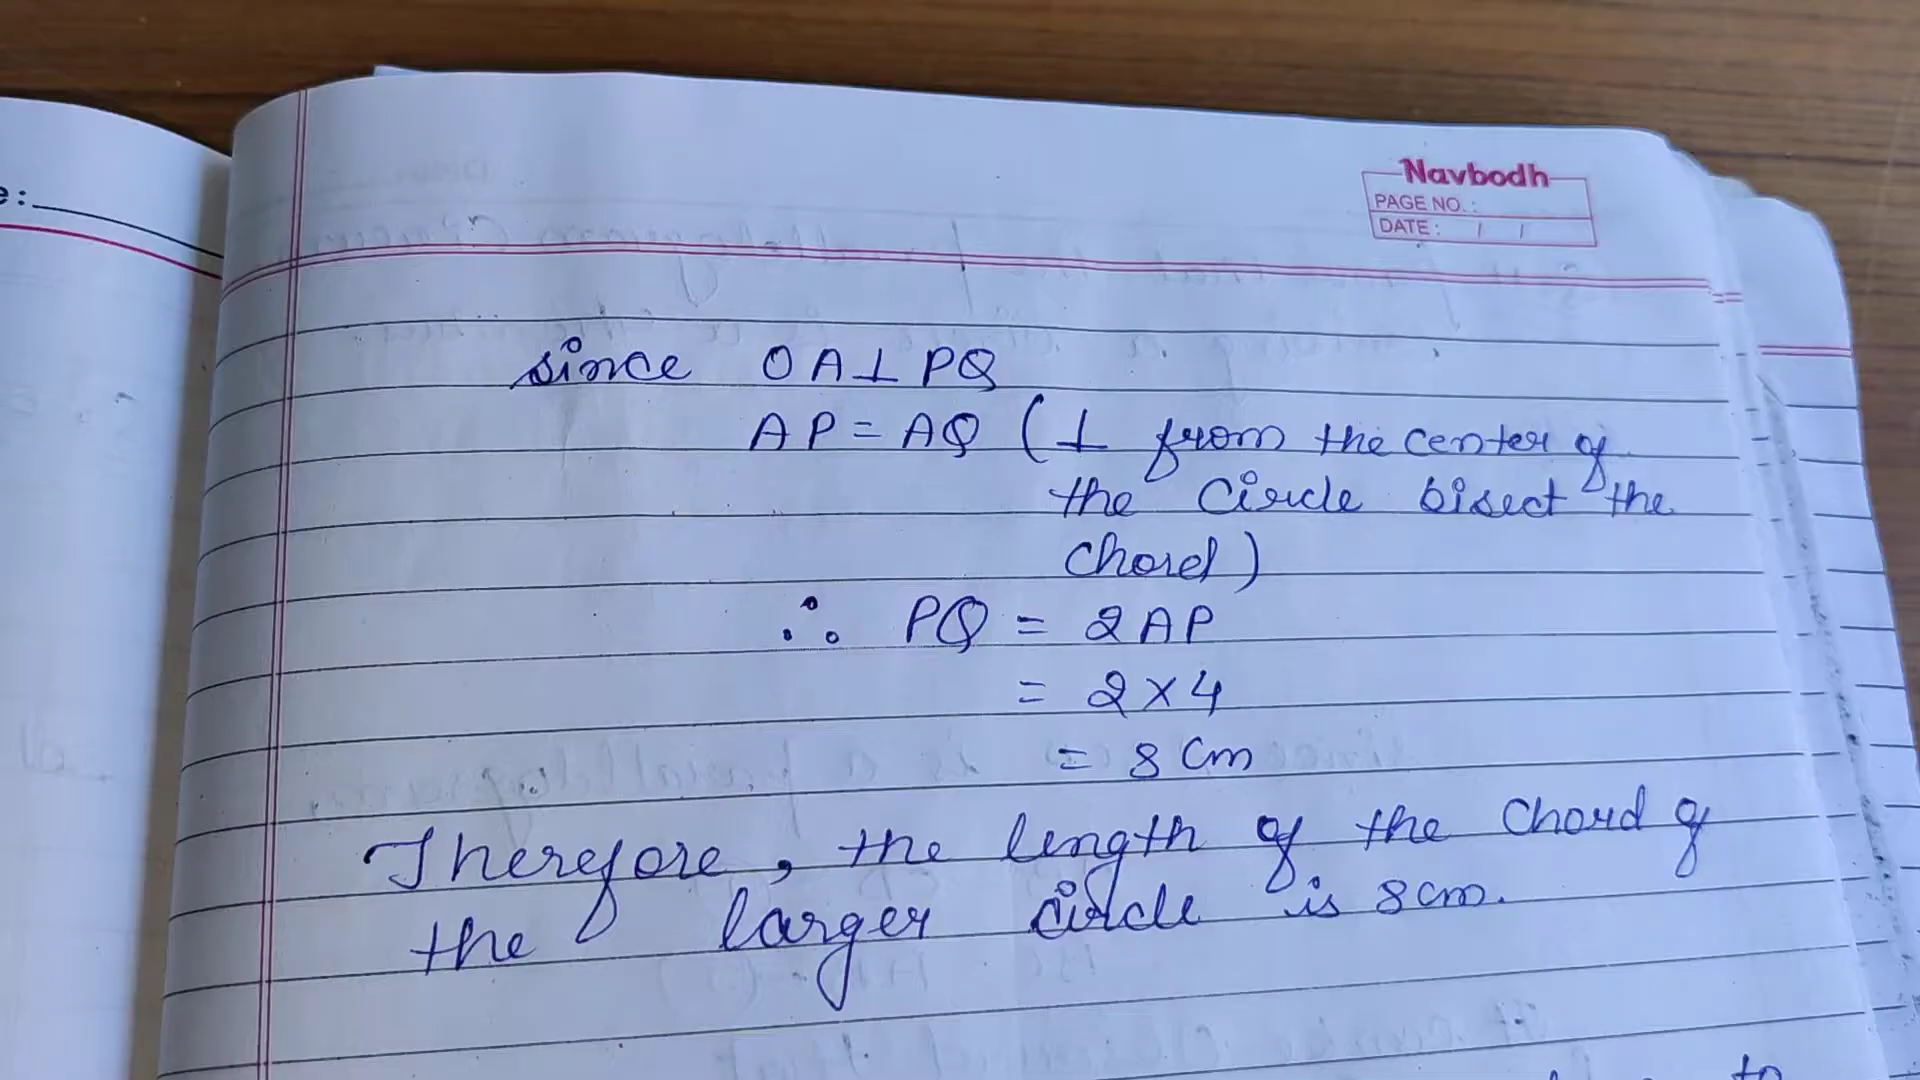 e:
Navbodh
PAGE NO.:
DATE: / /
since OA⊥PQ
AP = AQ (⊥ from the center of
the circle bisect the
chord)
∴ PQ = 2AP
= 2×4
= 8 cm
Therefore, the length of the chord of
the larger circle is 8cm.
to